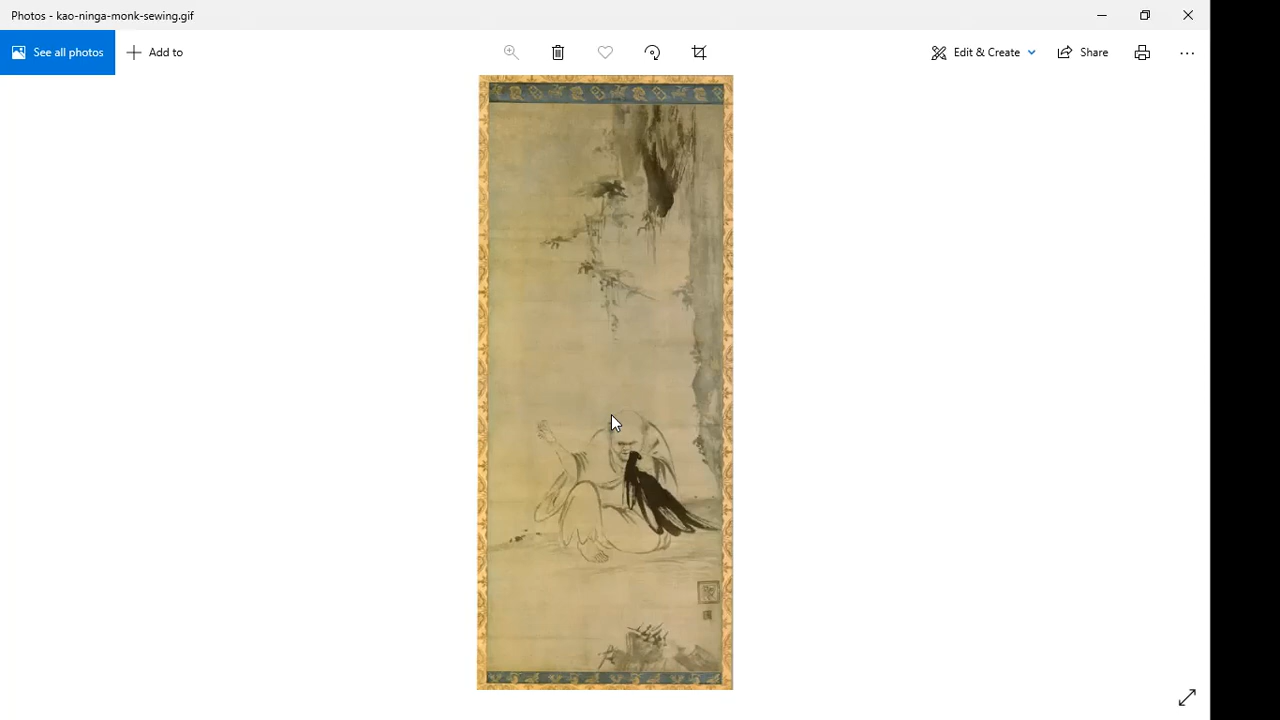 Photos - kao-ninga-monk-sewing.gif
See all photos
Add to
Edit & Create
Share